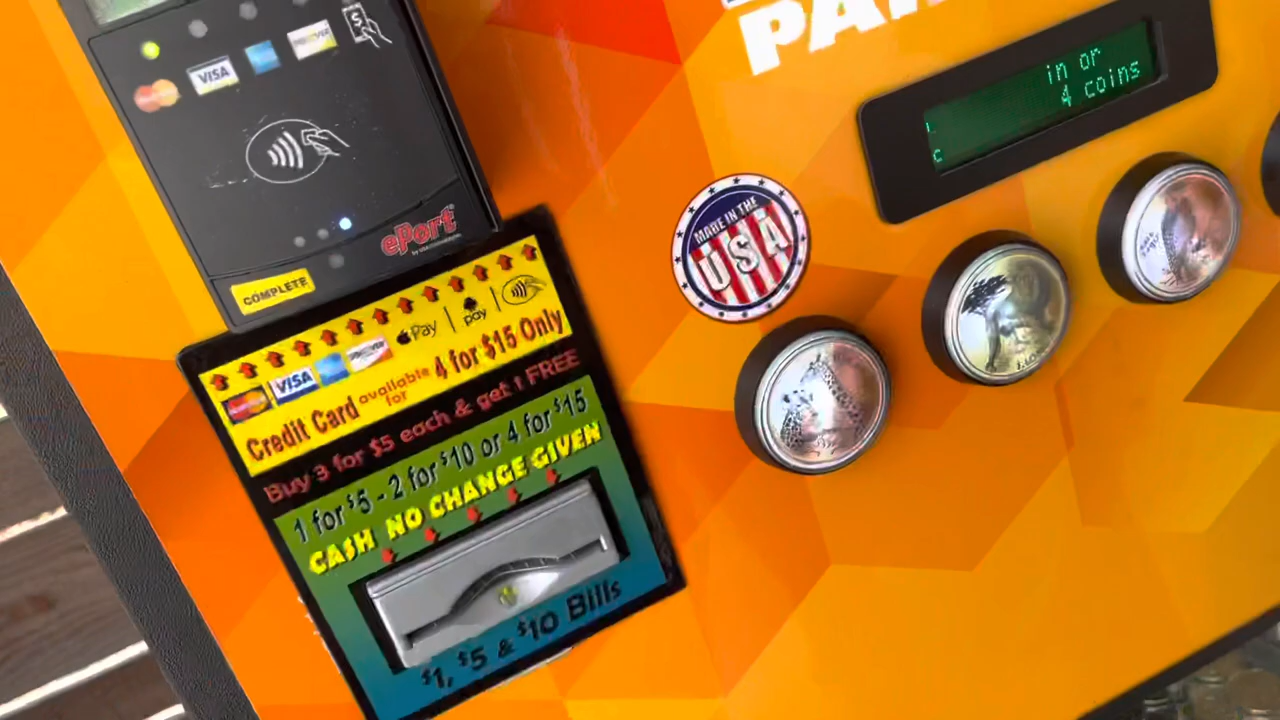 VISA
DISCOVER
ePort
COMPLETE
VISA
DISCOVER
Pay
pay
Credit Card available for 4 for $15 Only
Buy 3 for $5 each & get 1 FREE
1 for $5 - 2 for $10 or 4 for $15
CASH NO CHANGE GIVEN
$1, $5 & $10 Bills
MADE IN THE
USA
in or
4 coins